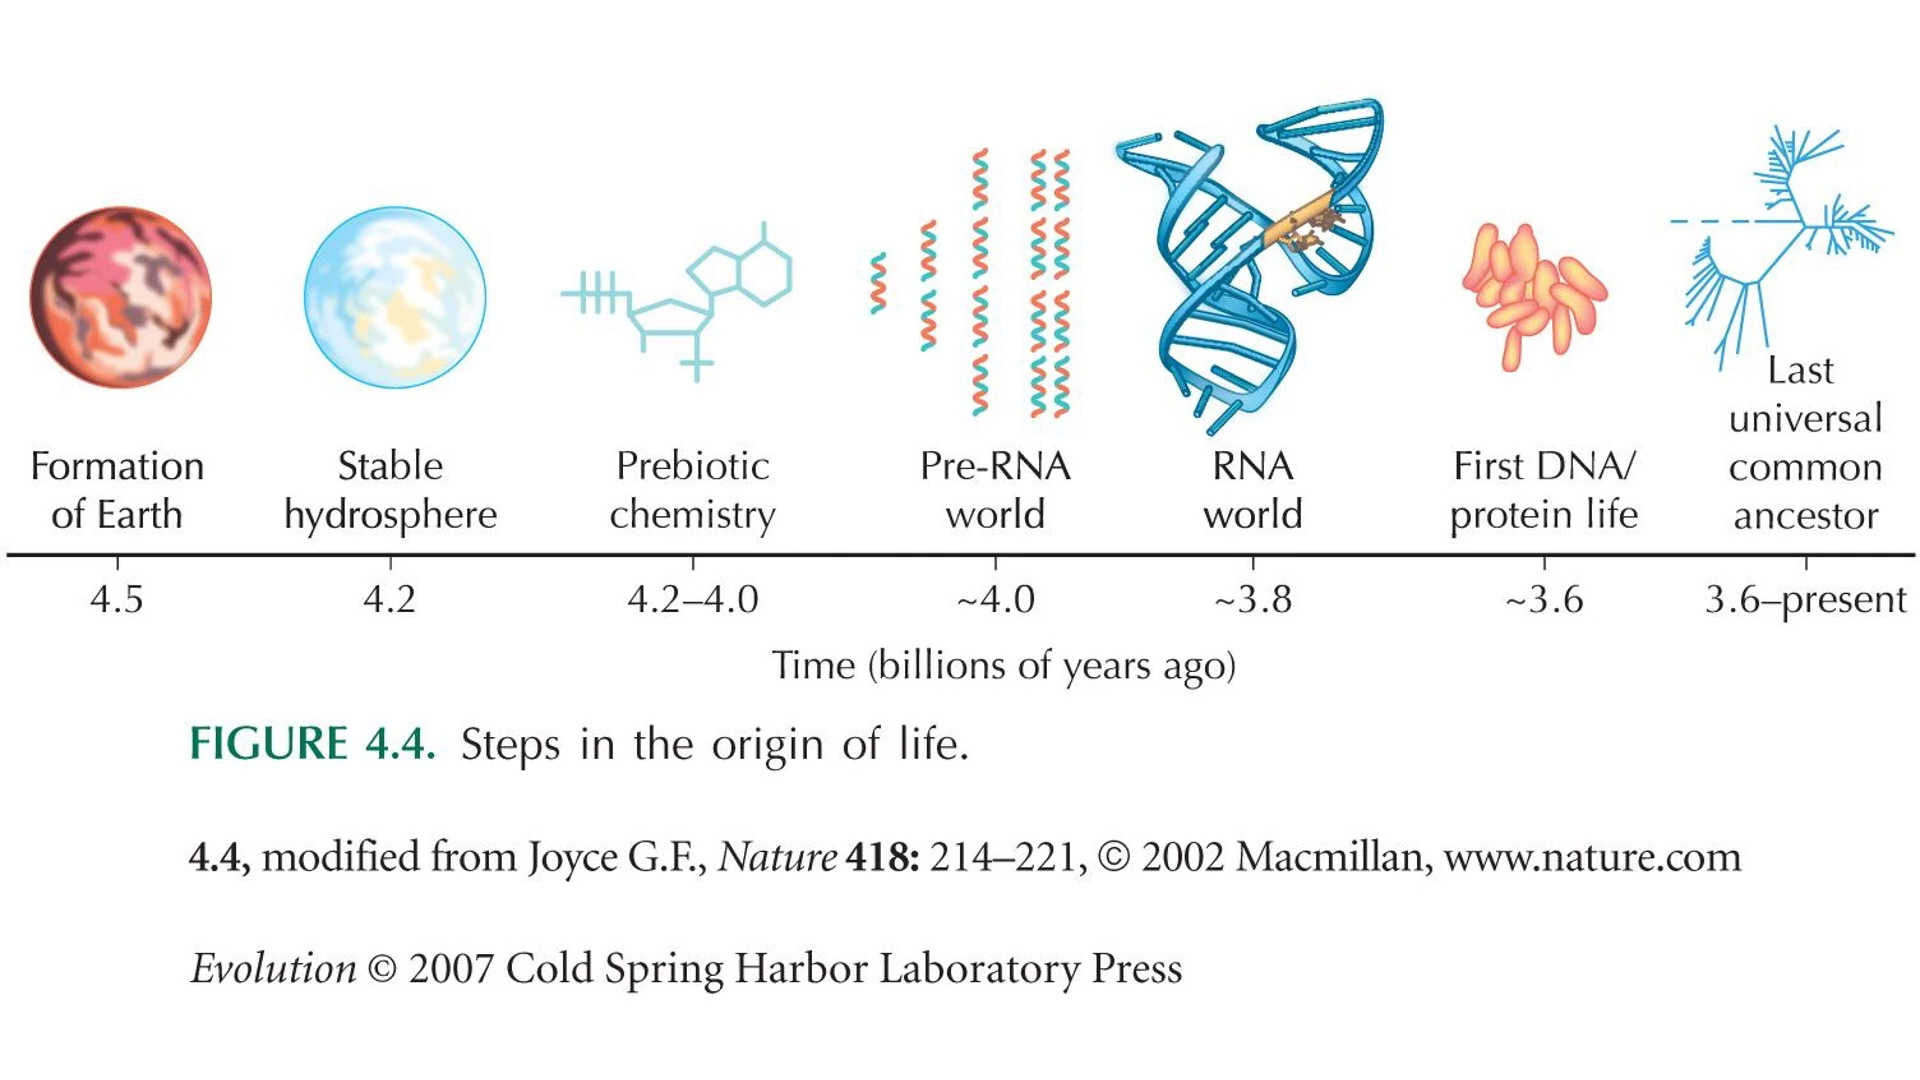 Formation
of Earth
Stable
hydrosphere
Prebiotic
chemistry
Pre-RNA
world
RNA
world
First DNA/
protein life
Last
universal
common
ancestor
4.5
4.2
4.2–4.0
~4.0
~3.8
~3.6
3.6–present
Time (billions of years ago)
FIGURE 4.4. Steps in the origin of life.
4.4, modified from Joyce G.F., Nature 418: 214–221, © 2002 Macmillan, www.nature.com
Evolution © 2007 Cold Spring Harbor Laboratory Press